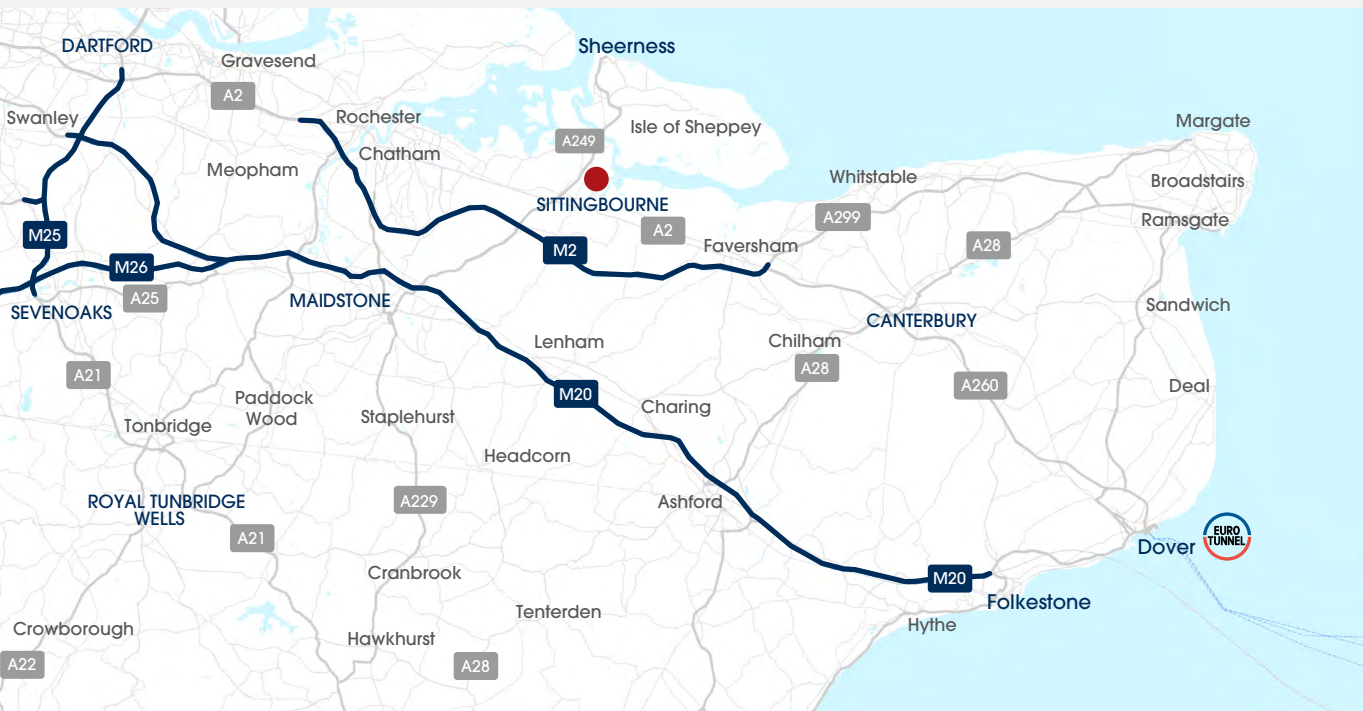 DARTFORD
Sheerness
Gravesend
A2
Swanley
Rochester
Isle of Sheppey
Margate
A249
Chatham
Meopham
Whitstable
Broadstairs
SITTINGBOURNE
A299
Ramsgate
M25
A2
M2
Faversham
A28
M26
A25
MAIDSTONE
SEVENOAKS
Sandwich
CANTERBURY
Lenham
Chilham
A28
A21
M20
A260
Deal
Paddock
Wood
Charing
Staplehurst
Tonbridge
Headcorn
ROYAL TUNBRIDGE
WELLS
A229
Ashford
A21
EURO
TUNNEL
Dover
Cranbrook
M20
Folkestone
Tenterden
Hythe
Crowborough
Hawkhurst
A22
A28